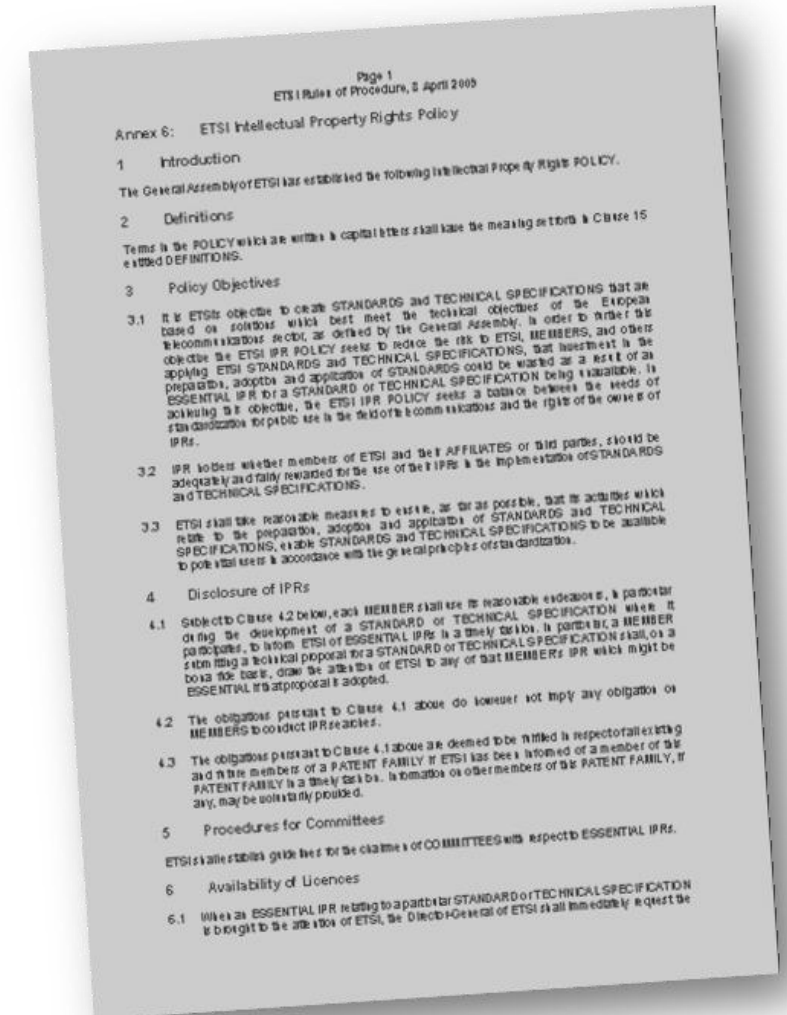 Page 1
ETSI Rules of Procedure, 8 April 2009
Annex 6: ETSI Intellectual Property Rights Policy
1 Introduction
The General Assembly of ETSI has established the following Intellectual Property Rights POLICY.
2 Definitions
Terms in the POLICY which are written in capital letters shall have the meaning set forth in Clause 15
entitled DEFINITIONS.
3 Policy Objectives
3.1 It is ETSI's objective to create STANDARDS and TECHNICAL SPECIFICATIONS that are
based on solutions which best meet the technical objectives of the European
telecommunications sector, as defined by the General Assembly. In order to further this
objective the ETSI IPR POLICY seeks to reduce the risk to ETSI, MEMBERS, and others
applying ETSI STANDARDS and TECHNICAL SPECIFICATIONS, that investment in the
preparation, adoption and application of STANDARDS could be wasted as a result of an
ESSENTIAL IPR for a STANDARD or TECHNICAL SPECIFICATION being unavailable. In
achieving this objective, the ETSI IPR POLICY seeks a balance between the needs of
standardization for public use in the field of telecommunications and the rights of the owners of
IPRs.
3.2 IPR holders whether members of ETSI and their AFFILIATES or third parties, should be
adequately and fairly rewarded for the use of their IPRs in the implementation of STANDARDS
and TECHNICAL SPECIFICATIONS.
3.3 ETSI shall take reasonable measures to ensure, as far as possible, that its activities which
relate to the preparation, adoption and application of STANDARDS and TECHNICAL
SPECIFICATIONS, enable STANDARDS and TECHNICAL SPECIFICATIONS to be available
to potential users in accordance with the general principles of standardization.
4 Disclosure of IPRs
4.1 Subject to Clause 4.2 below, each MEMBER shall use its reasonable endeavours, in particular
during the development of a STANDARD or TECHNICAL SPECIFICATION where it
participates, to inform ETSI of ESSENTIAL IPRs in a timely fashion. In particular, a MEMBER
submitting a technical proposal for a STANDARD or TECHNICAL SPECIFICATION shall, on a
bona fide basis, draw the attention of ETSI to any of that MEMBER's IPR which might be
ESSENTIAL if that proposal is adopted.
4.2 The obligations pursuant to Clause 4.1 above do however not imply any obligation on
MEMBERS to conduct IPR searches.
4.3 The obligations pursuant to Clause 4.1 above are deemed to be fulfilled in respect of all existing
and future members of a PATENT FAMILY if ETSI has been informed of a member of this
PATENT FAMILY in a timely fashion. Information on other members of this PATENT FAMILY, if
any, may be voluntarily provided.
5 Procedures for Committees
ETSI shall establish guidelines for the chairmen of COMMITTEES with respect to ESSENTIAL IPRs.
6 Availability of Licences
6.1 When an ESSENTIAL IPR relating to a particular STANDARD or TECHNICAL SPECIFICATION
is brought to the attention of ETSI, the Director-General of ETSI shall immediately request the